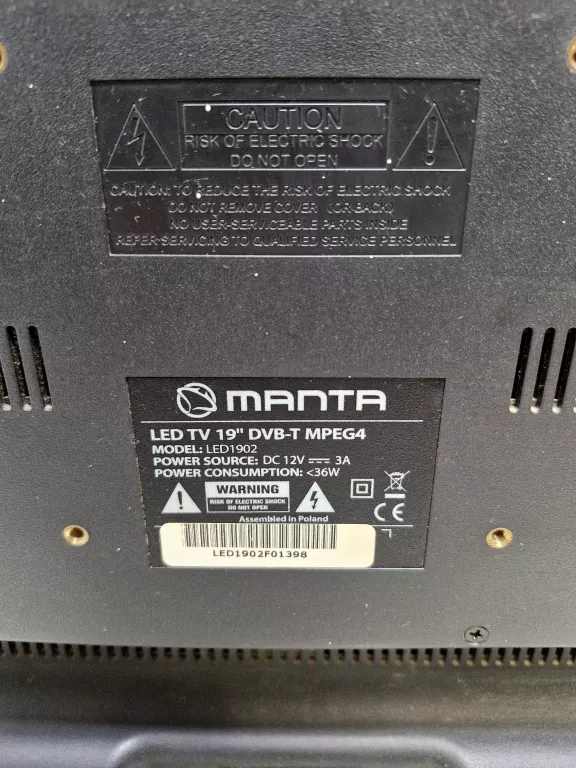 CAUTION
RISK OF ELECTRIC SHOCK
DO NOT OPEN
CAUTION: TO REDUCE THE RISK OF ELECTRIC SHOCK
DO NOT REMOVE COVER (OR BACK)
NO USER-SERVICEABLE PARTS INSIDE
REFER SERVICING TO QUALIFIED SERVICE PERSONNEL
MANTA
LED TV 19" DVB-T MPEG4
MODEL: LED1902
POWER SOURCE: DC 12V ⎓ 3A
POWER CONSUMPTION: <36W
WARNING
RISK OF ELECTRIC SHOCK
DO NOT OPEN
CE
Assembled in Poland
LED1902F01398